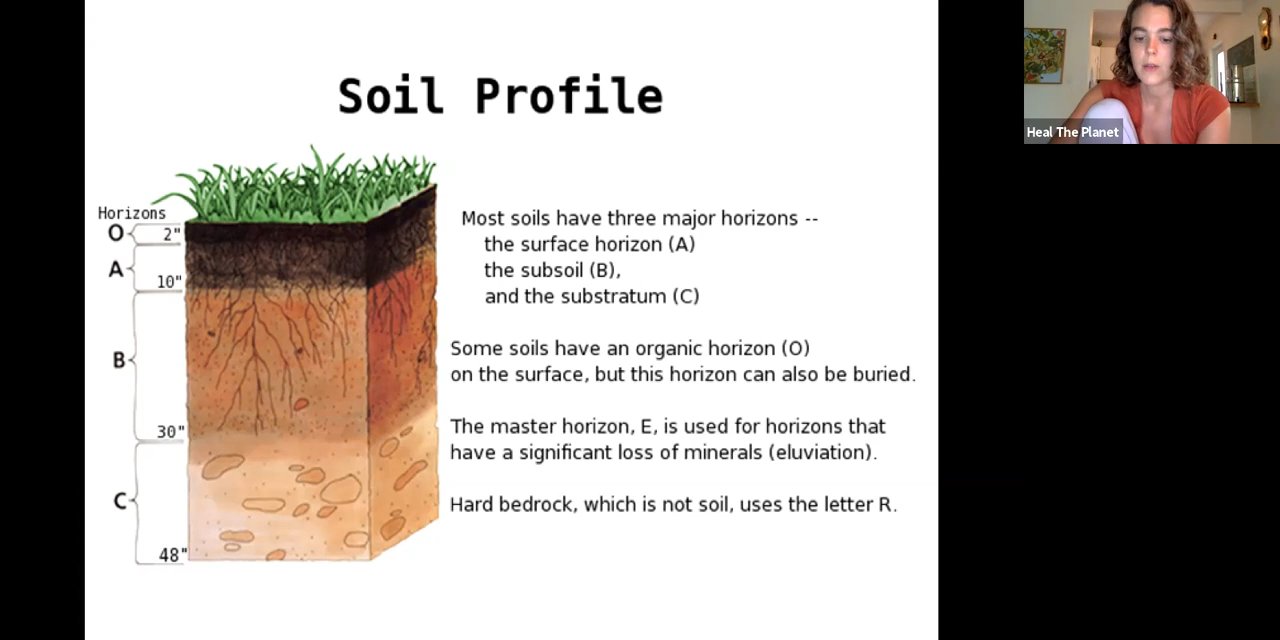 Soil Profile
Horizons
O
2"
A
10"
B
30"
C
48"
Most soils have three major horizons --
the surface horizon (A)
the subsoil (B),
and the substratum (C)
Some soils have an organic horizon (O)
on the surface, but this horizon can also be buried.
The master horizon, E, is used for horizons that
have a significant loss of minerals (eluviation).
Hard bedrock, which is not soil, uses the letter R.
Heal The Planet